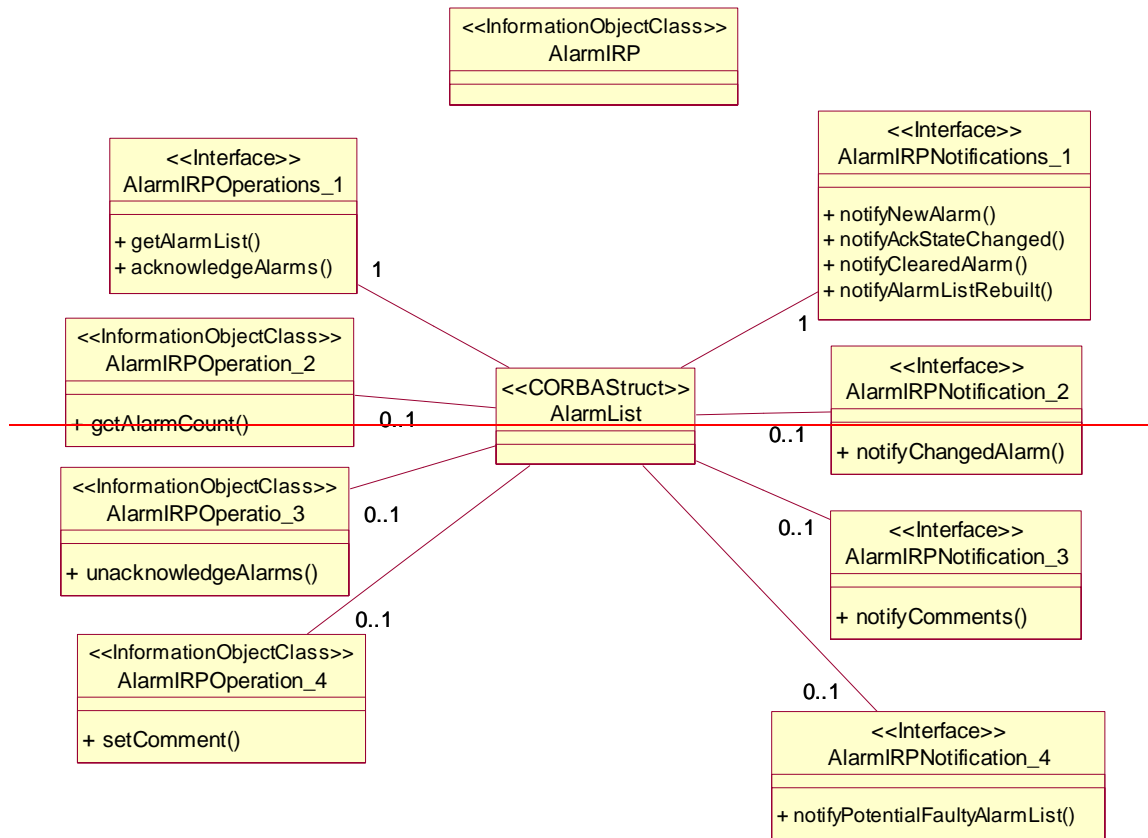 <<InformationObjectClass>>
AlarmIRP
<<Interface>>
AlarmIRPOperations_1
+ getAlarmList()
+ acknowledgeAlarms()
1
<<Interface>>
AlarmIRPNotifications_1
+ notifyNewAlarm()
+ notifyAckStateChanged()
+ notifyClearedAlarm()
+ notifyAlarmListRebuilt()
1
<<InformationObjectClass>>
AlarmIRPOperation_2
+ getAlarmCount()
0..1
<<CORBAStruct>>
AlarmList
<<Interface>>
AlarmIRPNotification_2
+ notifyChangedAlarm()
0..1
<<InformationObjectClass>>
AlarmIRPOperatio_3
+ unacknowledgeAlarms()
0..1
<<Interface>>
AlarmIRPNotification_3
+ notifyComments()
0..1
<<InformationObjectClass>>
AlarmIRPOperation_4
+ setComment()
0..1
<<Interface>>
AlarmIRPNotification_4
+ notifyPotentialFaultyAlarmList()
0..1